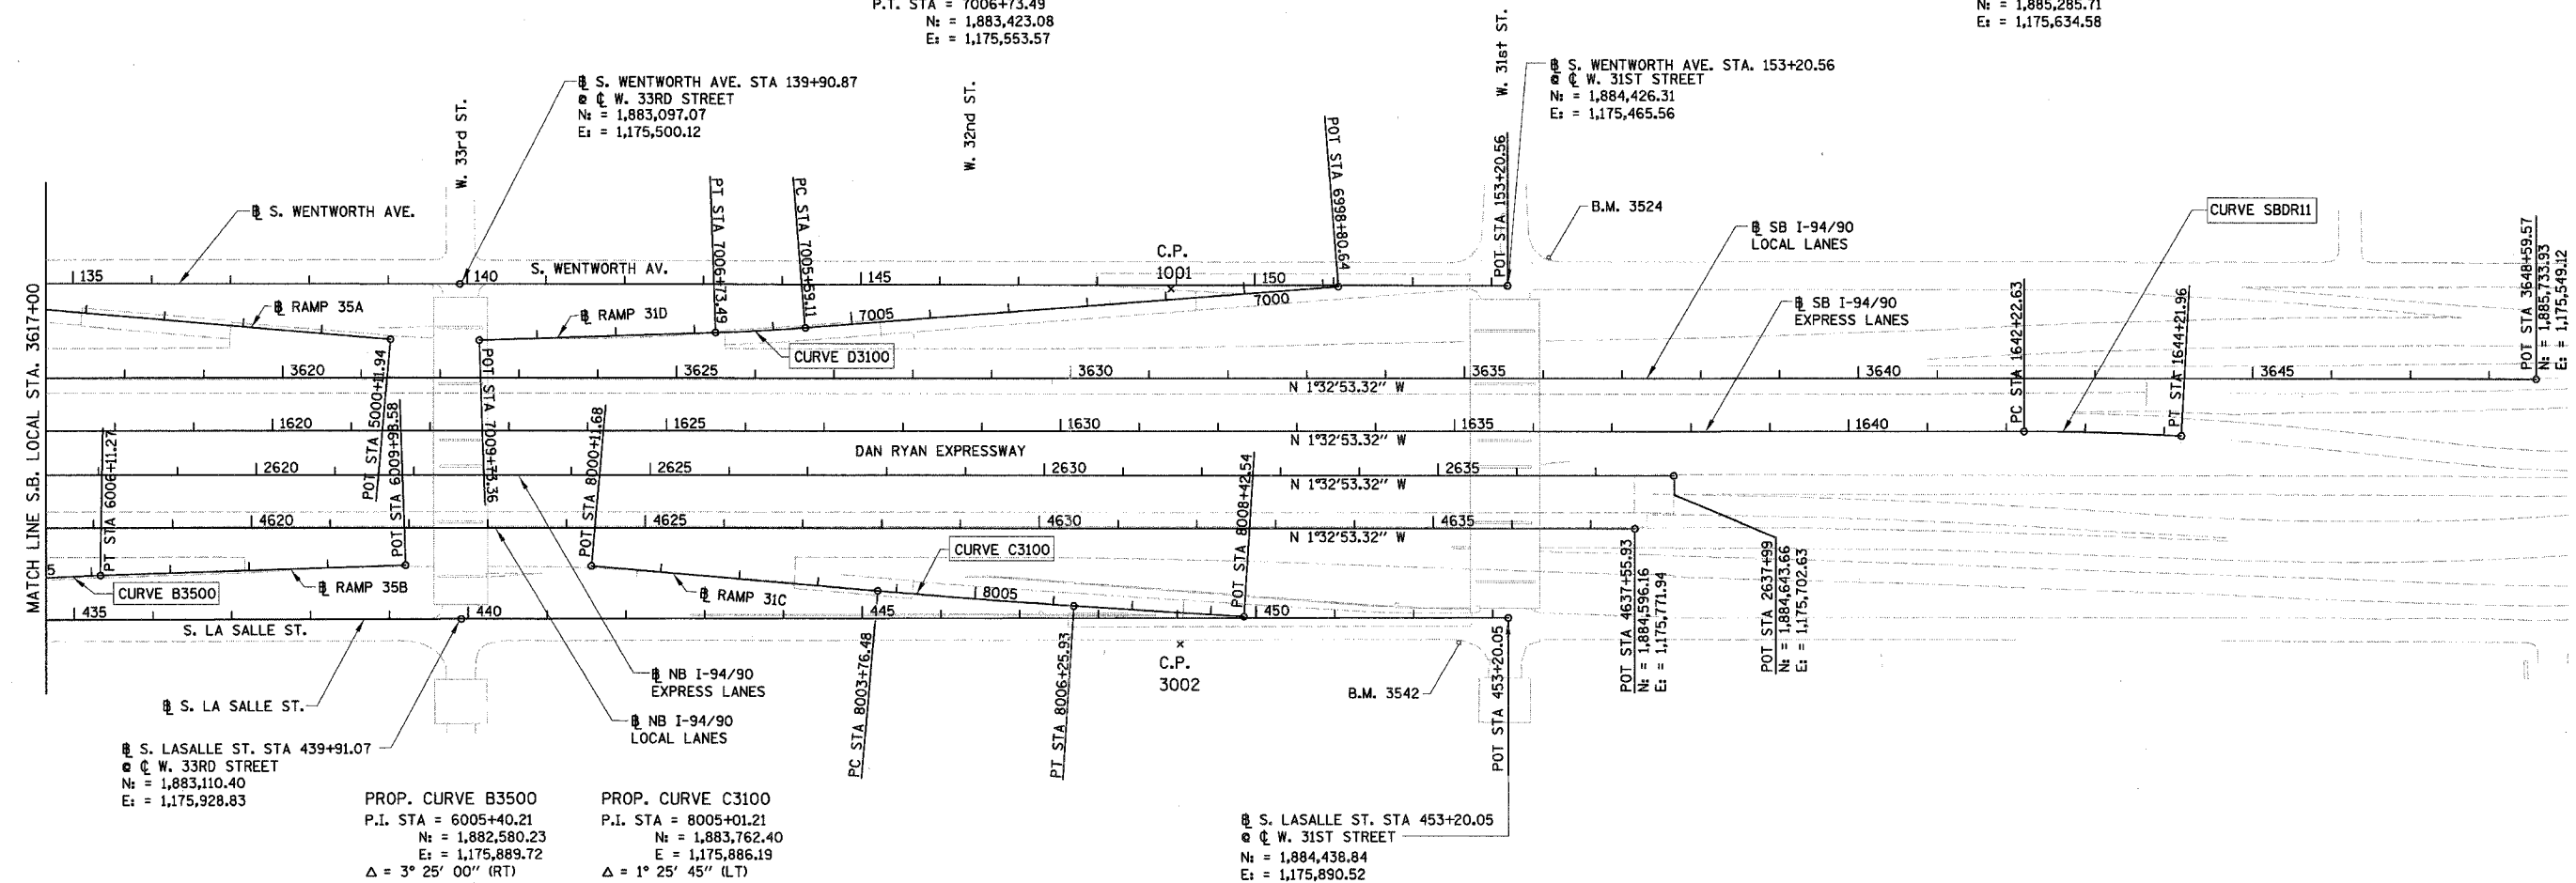 P.T. STA = 7006+73.49
N: = 1,883,423.08
E: = 1,175,553.57
N: = 1,885,285.71
E: = 1,175,634.58
℄ S. WENTWORTH AVE. STA 139+90.87
@ ℄ W. 33RD STREET
N: = 1,883,097.07
E: = 1,175,500.12
W. 33rd ST.
W. 32nd ST.
W. 31st ST.
℄ S. WENTWORTH AVE. STA. 153+20.56
@ ℄ W. 31ST STREET
N: = 1,884,426.31
E: = 1,175,465.56
℄ S. WENTWORTH AVE.
PT STA 7006+73.49
PC STA 7005+59.11
POT STA 6998+80.64
POT STA 153+20.56
B.M. 3524
℄ SB I-94/90
LOCAL LANES
CURVE SBDR11
POT STA 3648+59.57
N: = 1,885,733.93
E: = 1,175,549.12
135
140
S. WENTWORTH AV.
145
C.P.
1001
150
MATCH LINE S.B. LOCAL STA. 3617+00
℄ RAMP 35A
℄ RAMP 31D
7005
7000
℄ SB I-94/90
EXPRESS LANES
PC STA 1642+22.63
PT STA 1644+21.96
CURVE D3100
POT STA 5000+11.94
POT STA 7009+73.36
3620
3625
3630
N 1°32'53.32" W
3635
3640
3645
1620
1625
1630
N 1°32'53.32" W
1635
1640
DAN RYAN EXPRESSWAY
PT STA 6006+11.27
POT STA 6009+98.58
POT STA 8000+11.68
POT STA 8008+42.54
2620
2625
2630
N 1°32'53.32" W
2635
4620
4625
4630
N 1°32'53.32" W
4635
CURVE C3100
5
CURVE B3500
℄ RAMP 35B
℄ RAMP 31C
8005
435
440
445
450
S. LA SALLE ST.
POT STA 4637+55.93
N: = 1,884,596.16
E: = 1,175,771.94
POT STA 2637+99
N: = 1,884,643.66
E: = 1,175,702.63
PC STA 8003+76.48
PT STA 8006+25.93
C.P.
3002
B.M. 3542
POT STA 453+20.05
℄ NB I-94/90
EXPRESS LANES
℄ S. LA SALLE ST.
℄ NB I-94/90
LOCAL LANES
℄ S. LASALLE ST. STA 439+91.07
@ ℄ W. 33RD STREET
N: = 1,883,110.40
E: = 1,175,928.83
PROP. CURVE B3500
P.I. STA = 6005+40.21
N: = 1,882,580.23
E: = 1,175,889.72
Δ = 3° 25' 00" (RT)
PROP. CURVE C3100
P.I. STA = 8005+01.21
N: = 1,883,762.40
E = 1,175,886.19
Δ = 1° 25' 45" (LT)
℄ S. LASALLE ST. STA 453+20.05
@ ℄ W. 31ST STREET
N: = 1,884,438.84
E: = 1,175,890.52